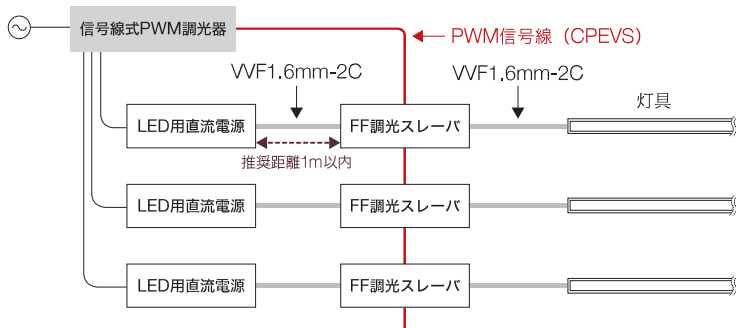 信号線式PWM調光器
PWM信号線（CPEVS）
VVF1.6mm-2C
VVF1.6mm-2C
灯具
LED用直流電源
FF調光スレーバ
推奨距離1m以内
LED用直流電源
FF調光スレーバ
LED用直流電源
FF調光スレーバ